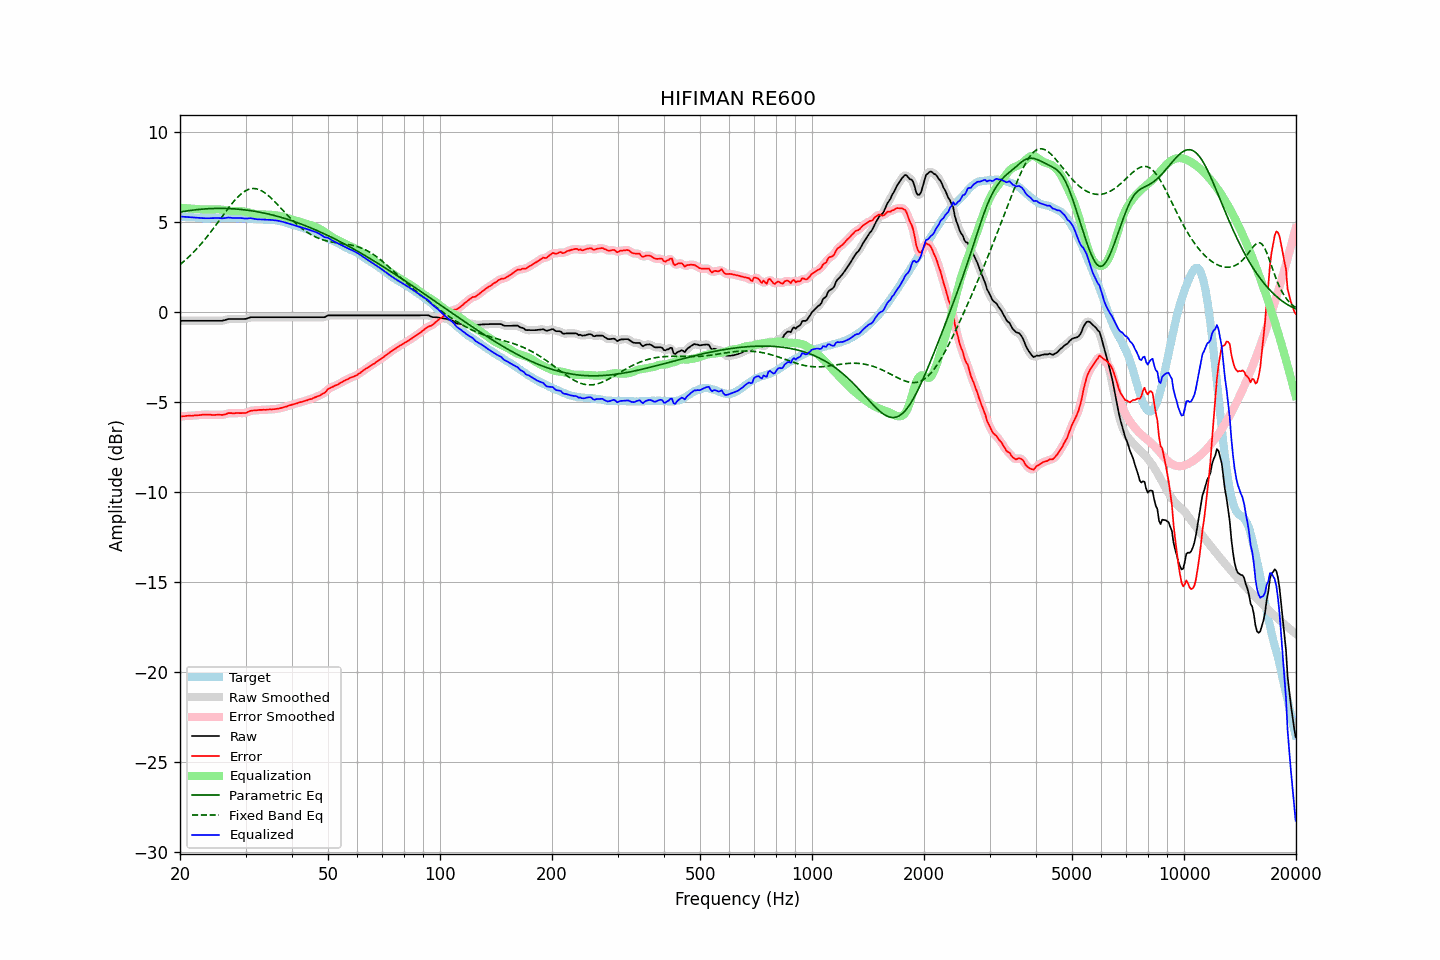 HIFIMAN RE600
10
5
0
−5
−10
−15
−20
−25
−30
Amplitude (dBr)
Target
Raw Smoothed
Error Smoothed
Raw
Error
Equalization
Parametric Eq
Fixed Band Eq
Equalized
20 50 100 200 500 1000 2000 5000 10000 20000
Frequency (Hz)